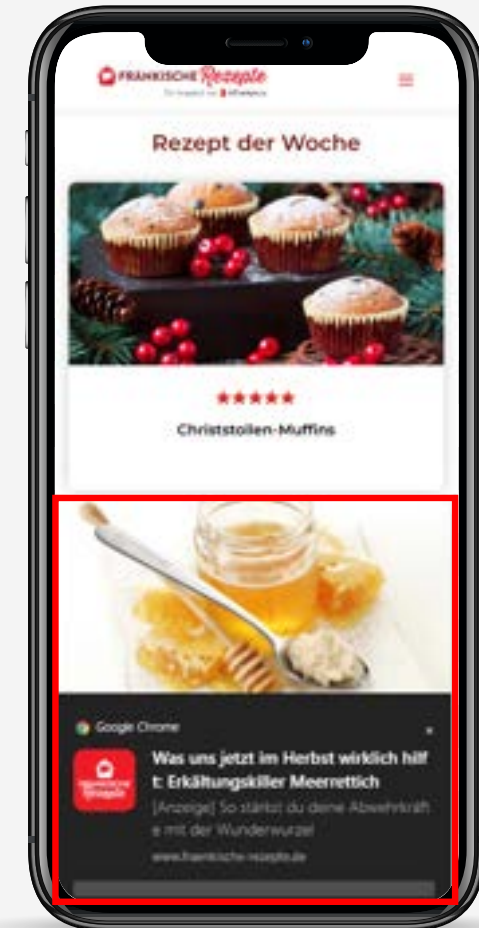 FRÄNKISCHE Rezepte
Rezept der Woche
Christstollen-Muffins
Google Chrome
Was uns jetzt im Herbst wirklich hilf
t: Erkältungskiller Meerrettich
[Anzeige] So stärkst du deine Abwehrkräft
e mit der Wunderwurzel
www.fraenkische-rezepte.de